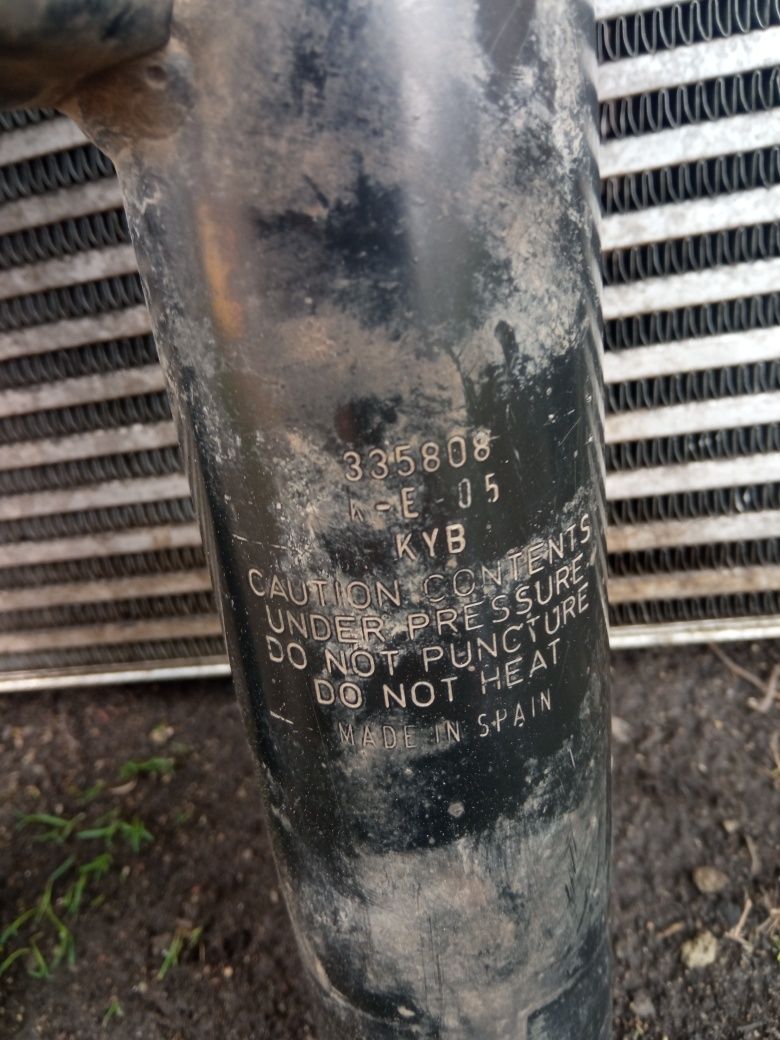 335808
K-E-05
KYB
CAUTION CONTENTS
UNDER PRESSURE
DO NOT PUNCTURE
DO NOT HEAT
MADE IN SPAIN